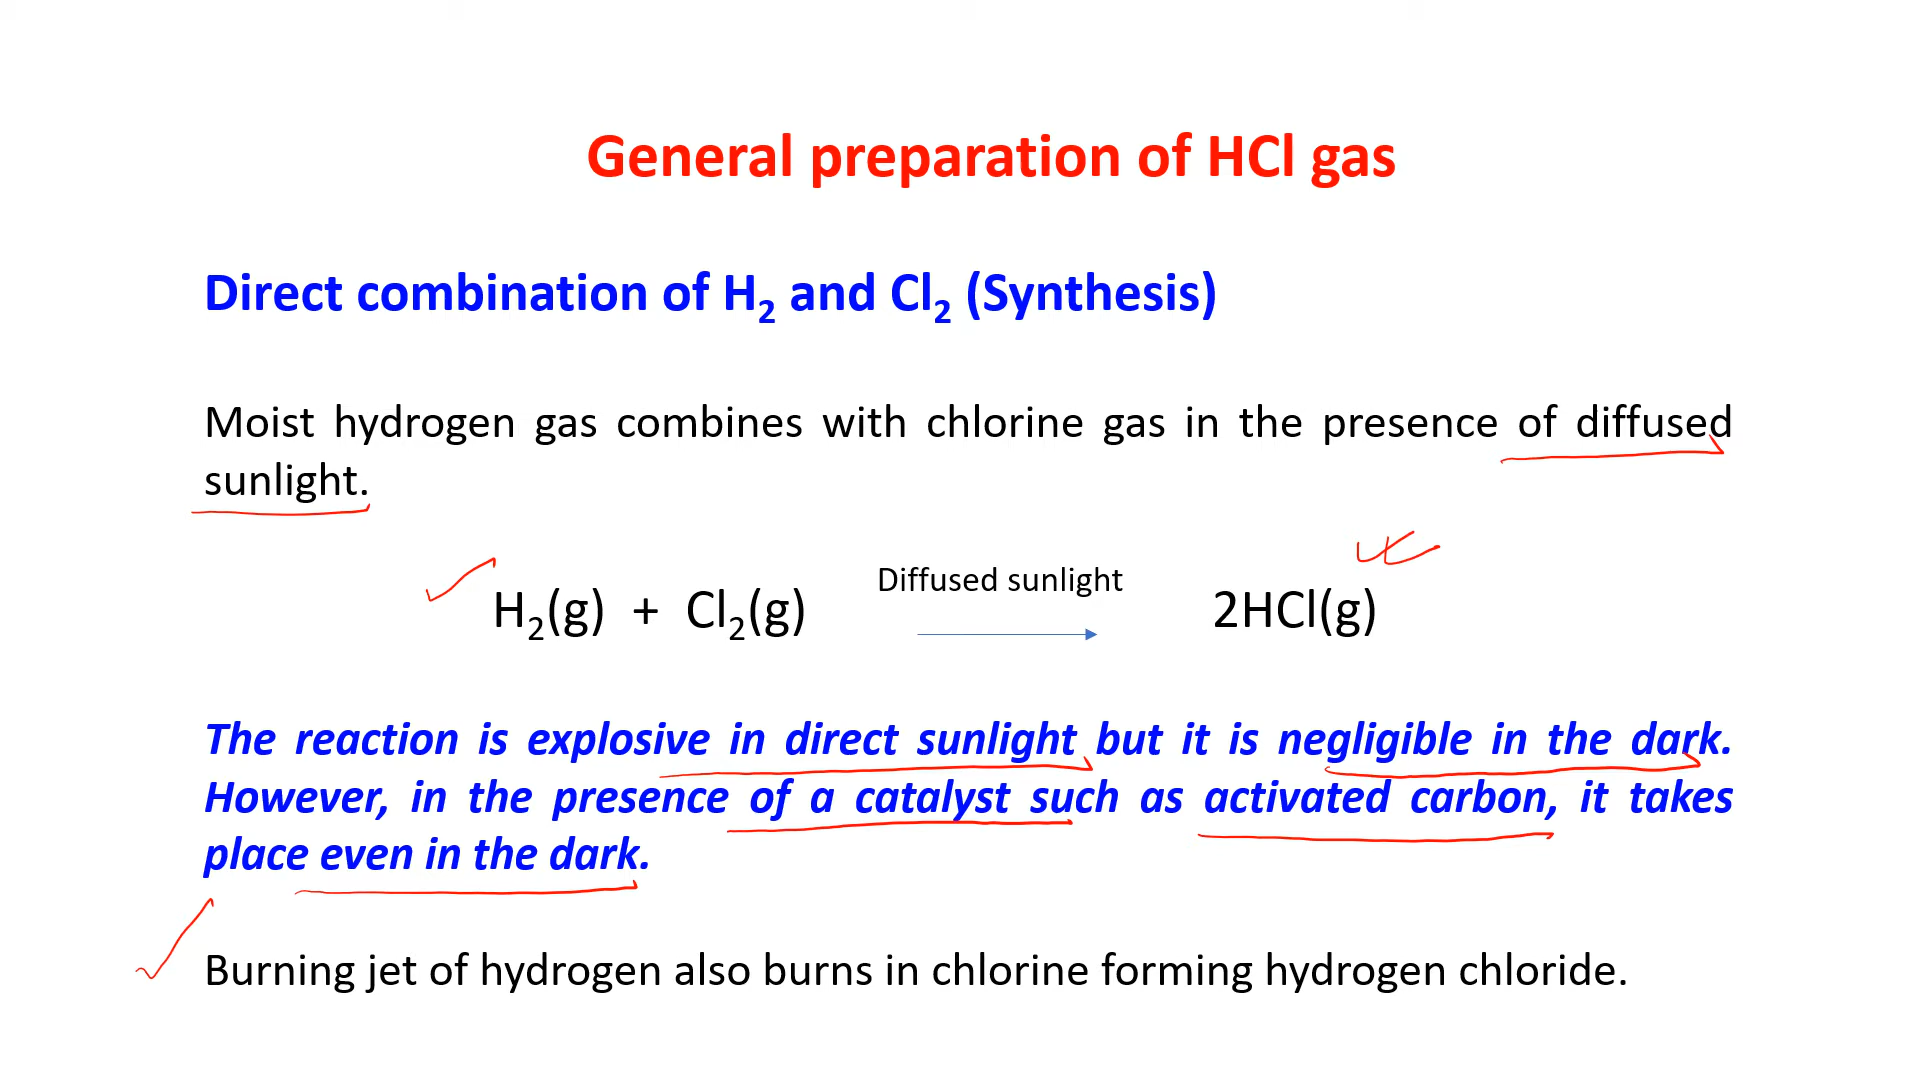 General preparation of HCl gas
Direct combination of H₂ and Cl₂ (Synthesis)
Moist hydrogen gas combines with chlorine gas in the presence of diffused
sunlight.
Diffused sunlight
H₂(g) + Cl₂(g) → 2HCl(g)
The reaction is explosive in direct sunlight but it is negligible in the dark.
However, in the presence of a catalyst such as activated carbon, it takes
place even in the dark.
Burning jet of hydrogen also burns in chlorine forming hydrogen chloride.